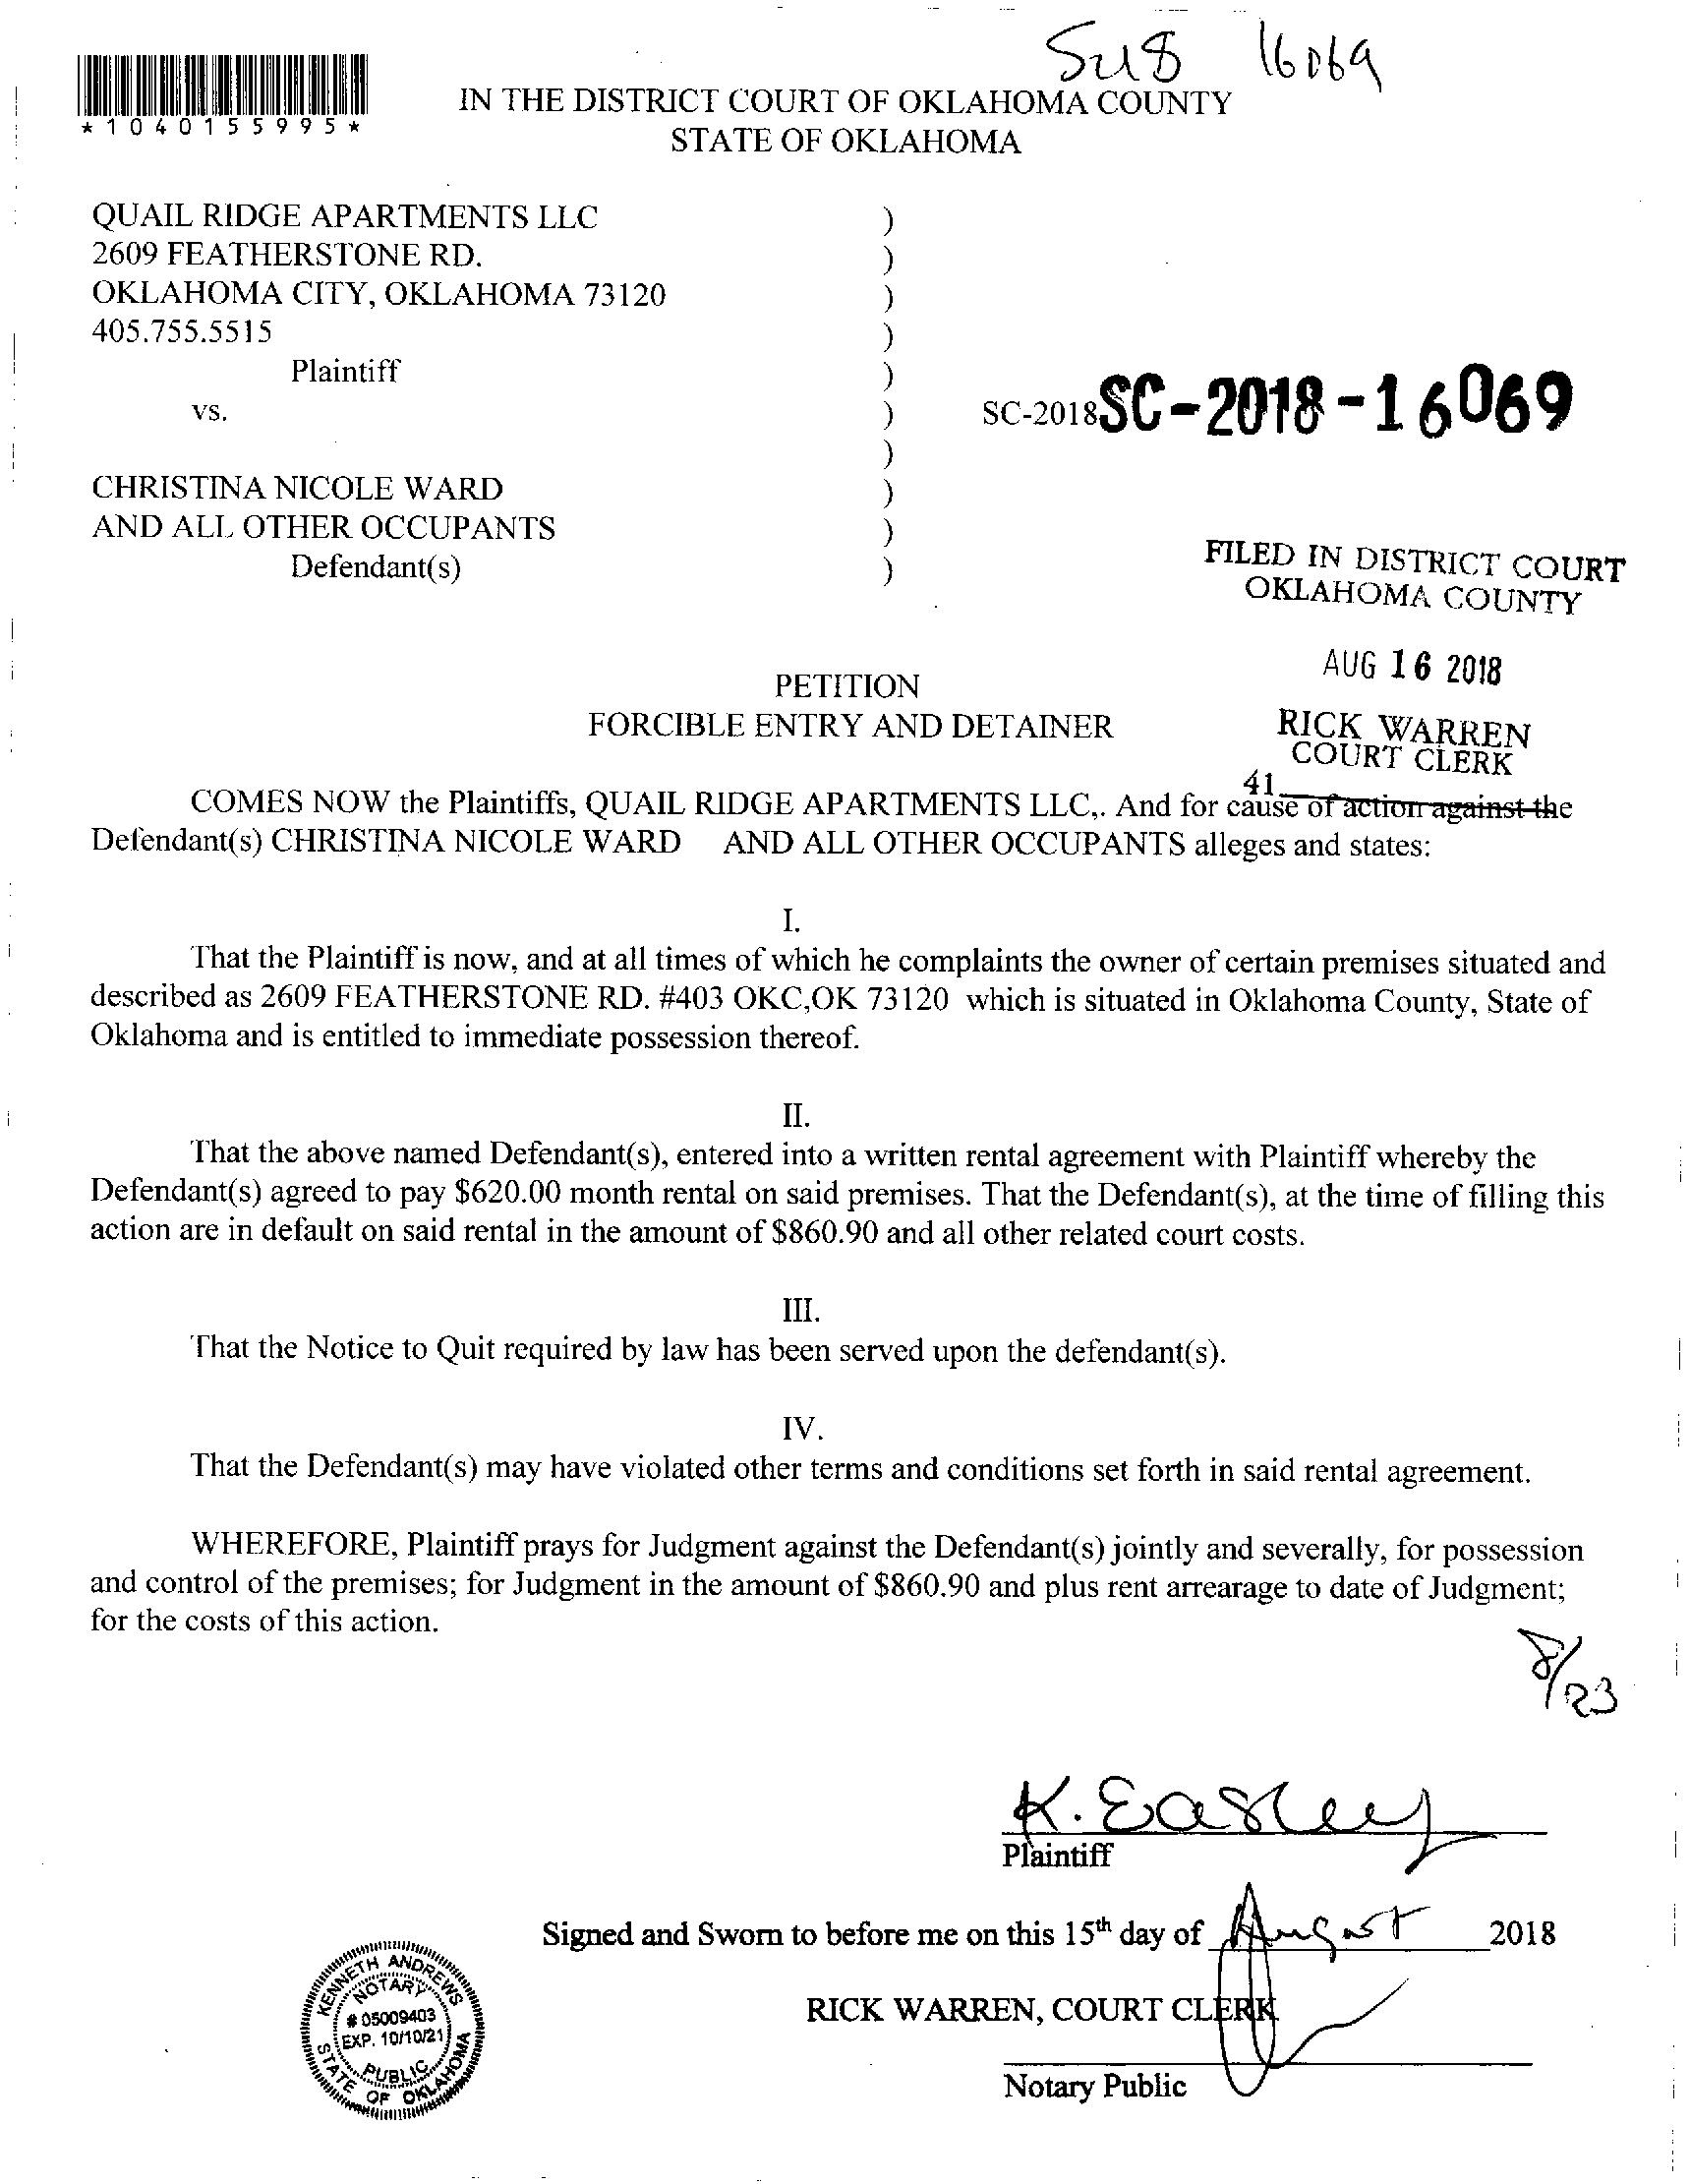 Su8 16069
*1040155995*
IN THE DISTRICT COURT OF OKLAHOMA COUNTY
STATE OF OKLAHOMA
QUAIL RIDGE APARTMENTS LLC )
2609 FEATHERSTONE RD. )
OKLAHOMA CITY, OKLAHOMA 73120 )
405.755.5515 )
Plaintiff )
vs. ) SC-2018 SC-2018-16069
)
CHRISTINA NICOLE WARD )
AND ALL OTHER OCCUPANTS )
Defendant(s) )
FILED IN DISTRICT COURT
OKLAHOMA COUNTY
AUG 16 2018
PETITION
FORCIBLE ENTRY AND DETAINER
RICK WARREN
COURT CLERK
41
COMES NOW the Plaintiffs, QUAIL RIDGE APARTMENTS LLC,. And for cause of action against the
Defendant(s) CHRISTINA NICOLE WARD AND ALL OTHER OCCUPANTS alleges and states:
I.
That the Plaintiff is now, and at all times of which he complaints the owner of certain premises situated and
described as 2609 FEATHERSTONE RD. #403 OKC,OK 73120 which is situated in Oklahoma County, State of
Oklahoma and is entitled to immediate possession thereof.
II.
That the above named Defendant(s), entered into a written rental agreement with Plaintiff whereby the
Defendant(s) agreed to pay $620.00 month rental on said premises. That the Defendant(s), at the time of filling this
action are in default on said rental in the amount of $860.90 and all other related court costs.
III.
That the Notice to Quit required by law has been served upon the defendant(s).
IV.
That the Defendant(s) may have violated other terms and conditions set forth in said rental agreement.
WHEREFORE, Plaintiff prays for Judgment against the Defendant(s) jointly and severally, for possession
and control of the premises; for Judgment in the amount of $860.90 and plus rent arrearage to date of Judgment;
for the costs of this action.
8/23
K. Easley
Plaintiff
Signed and Sworn to before me on this 15th day of August 2018
RICK WARREN, COURT CLERK
Notary Public
KENNETH ANDREWS
NOTARY
# 05009403
EXP. 10/10/21
PUBLIC
STATE OF OKLAHOMA